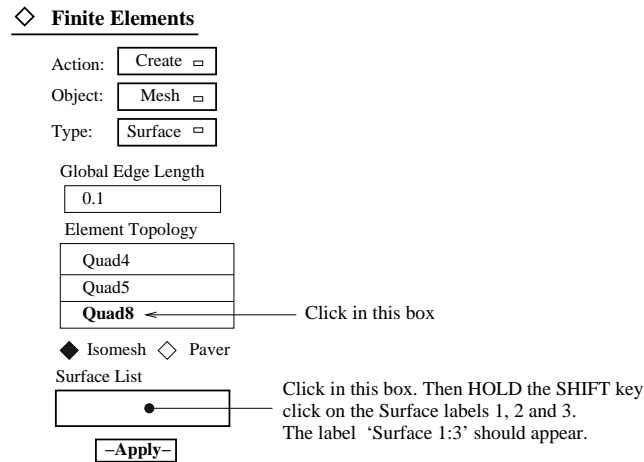 Finite Elements
Action: Create
Object: Mesh
Type: Surface
Global Edge Length
0.1
Element Topology
Quad4
Quad5
Quad8 Click in this box
Isomesh Paver
Surface List
Click in this box. Then HOLD the SHIFT key
click on the Surface labels 1, 2 and 3.
The label ‘Surface 1:3’ should appear.
–Apply–